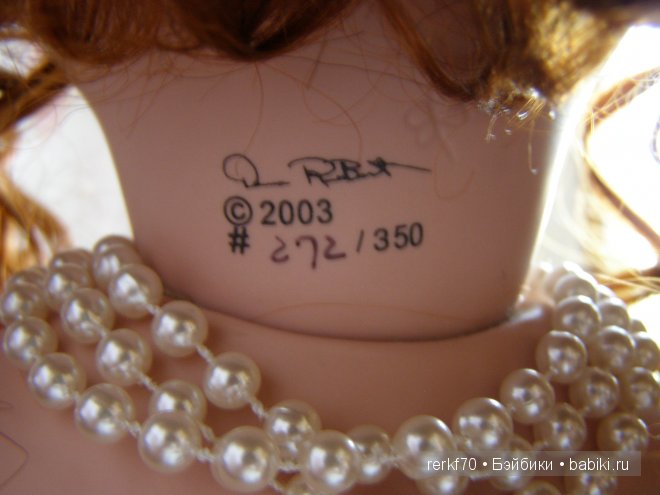 © 2003
# 272 / 350
rerkf70 • Бэйбики • babiki.ru